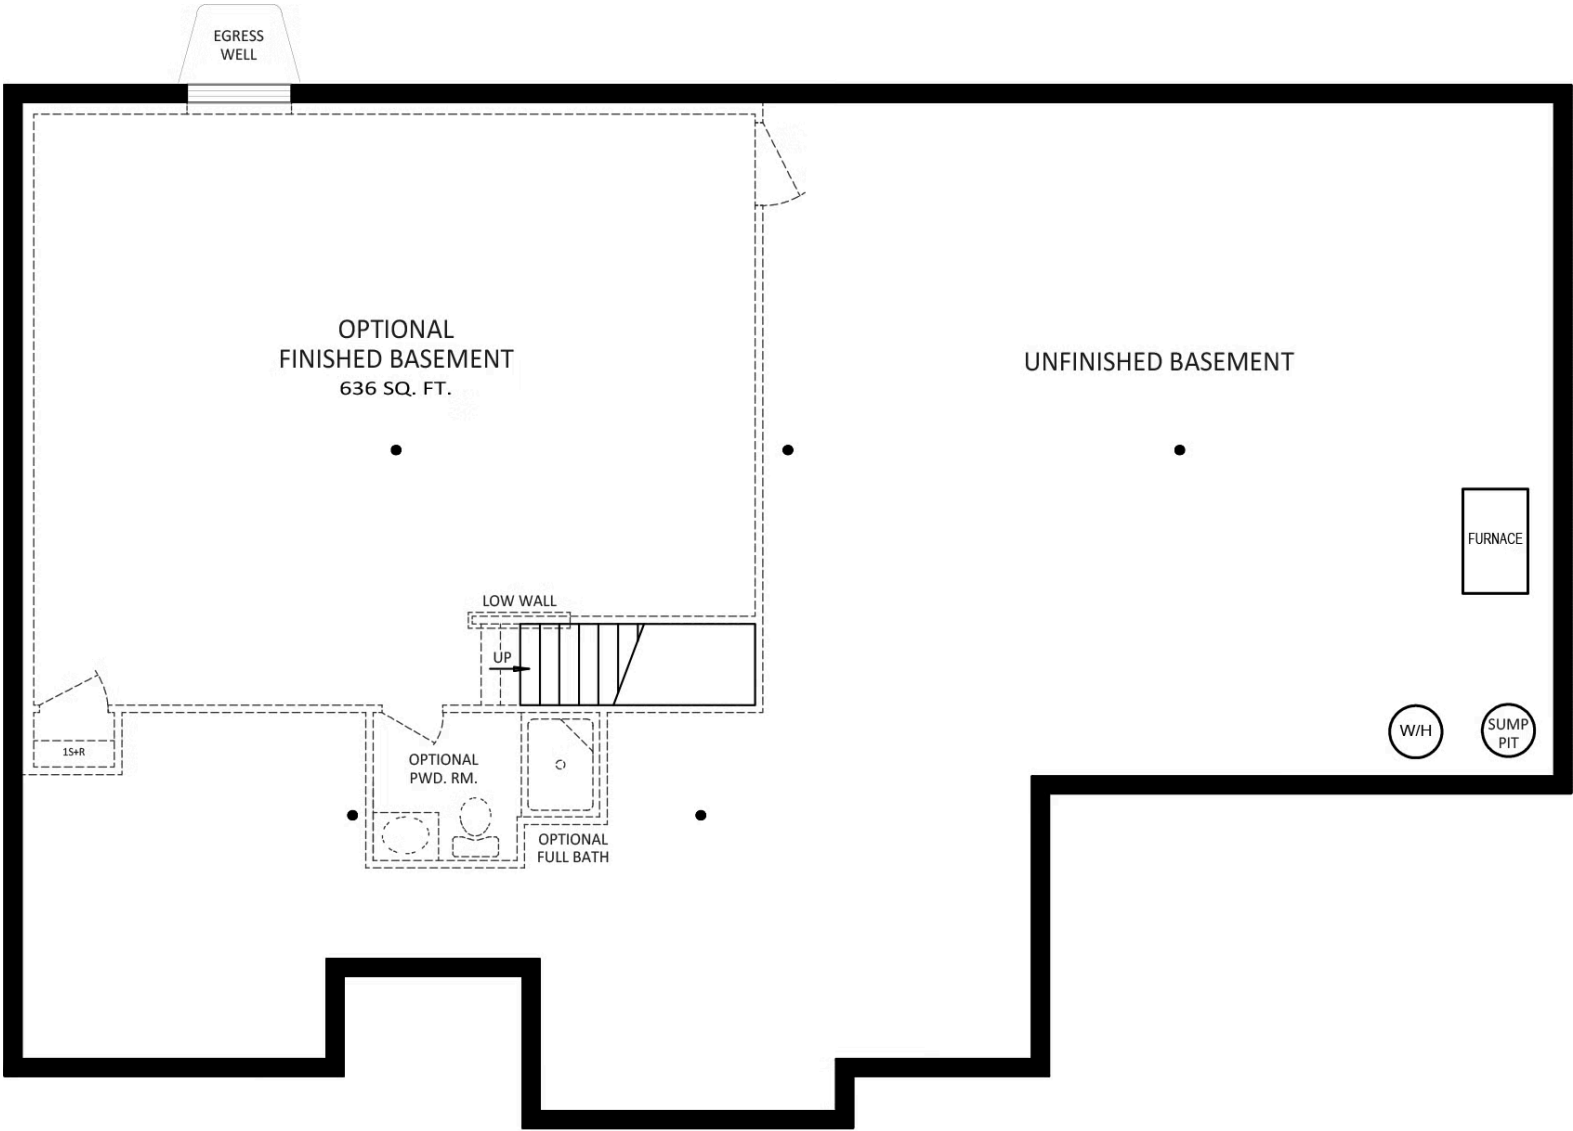 EGRESS
WELL
OPTIONAL
FINISHED BASEMENT
636 SQ. FT.
UNFINISHED BASEMENT
FURNACE
LOW WALL
UP
W/H
SUMP
PIT
1S+R
OPTIONAL
PWD. RM.
OPTIONAL
FULL BATH